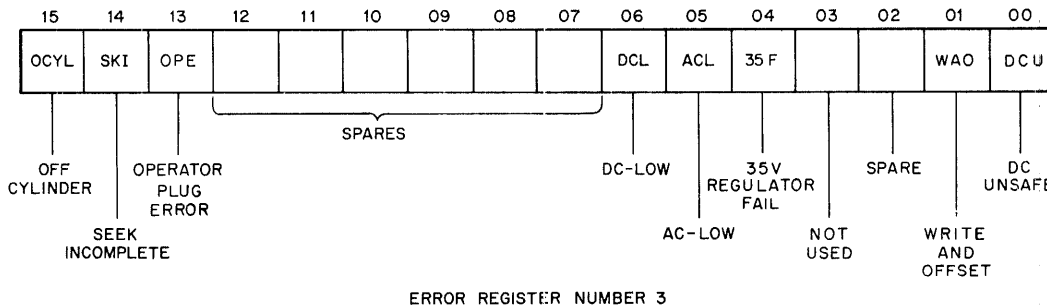 15 14 13 12 11 10 09 08 07 06 05 04 03 02 01 00
OCYL SKI OPE DCL ACL 35F WAO DCU
SPARES
OFF CYLINDER
SEEK INCOMPLETE
OPERATOR PLUG ERROR
DC-LOW
AC-LOW
35V REGULATOR FAIL
NOT USED
SPARE
WRITE AND OFFSET
DC UNSAFE
ERROR REGISTER NUMBER 3